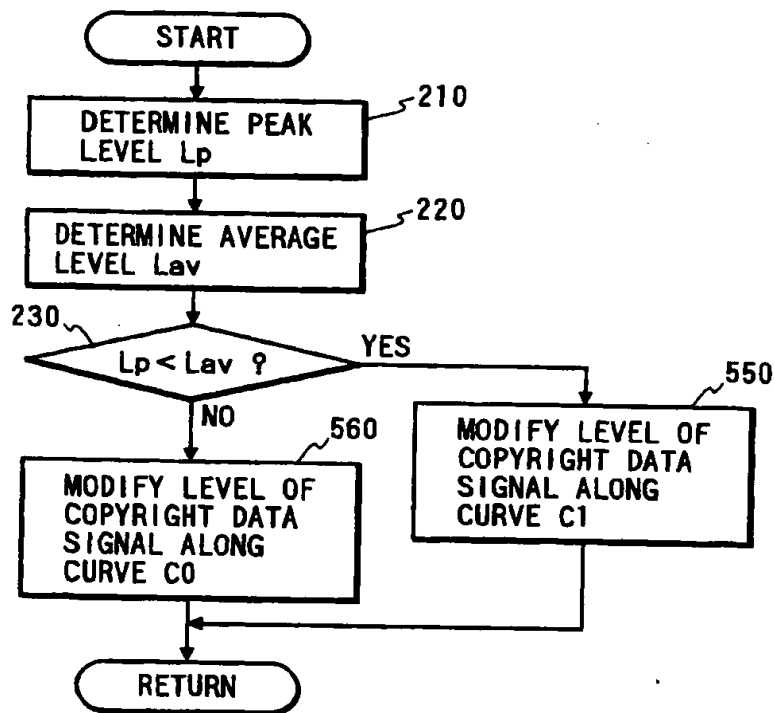 START
210
DETERMINE PEAK
LEVEL Lp
220
DETERMINE AVERAGE
LEVEL Lav
230
Lp < Lav ?
YES
NO
550
MODIFY LEVEL OF
COPYRIGHT DATA
SIGNAL ALONG
CURVE C1
560
MODIFY LEVEL OF
COPYRIGHT DATA
SIGNAL ALONG
CURVE C0
RETURN